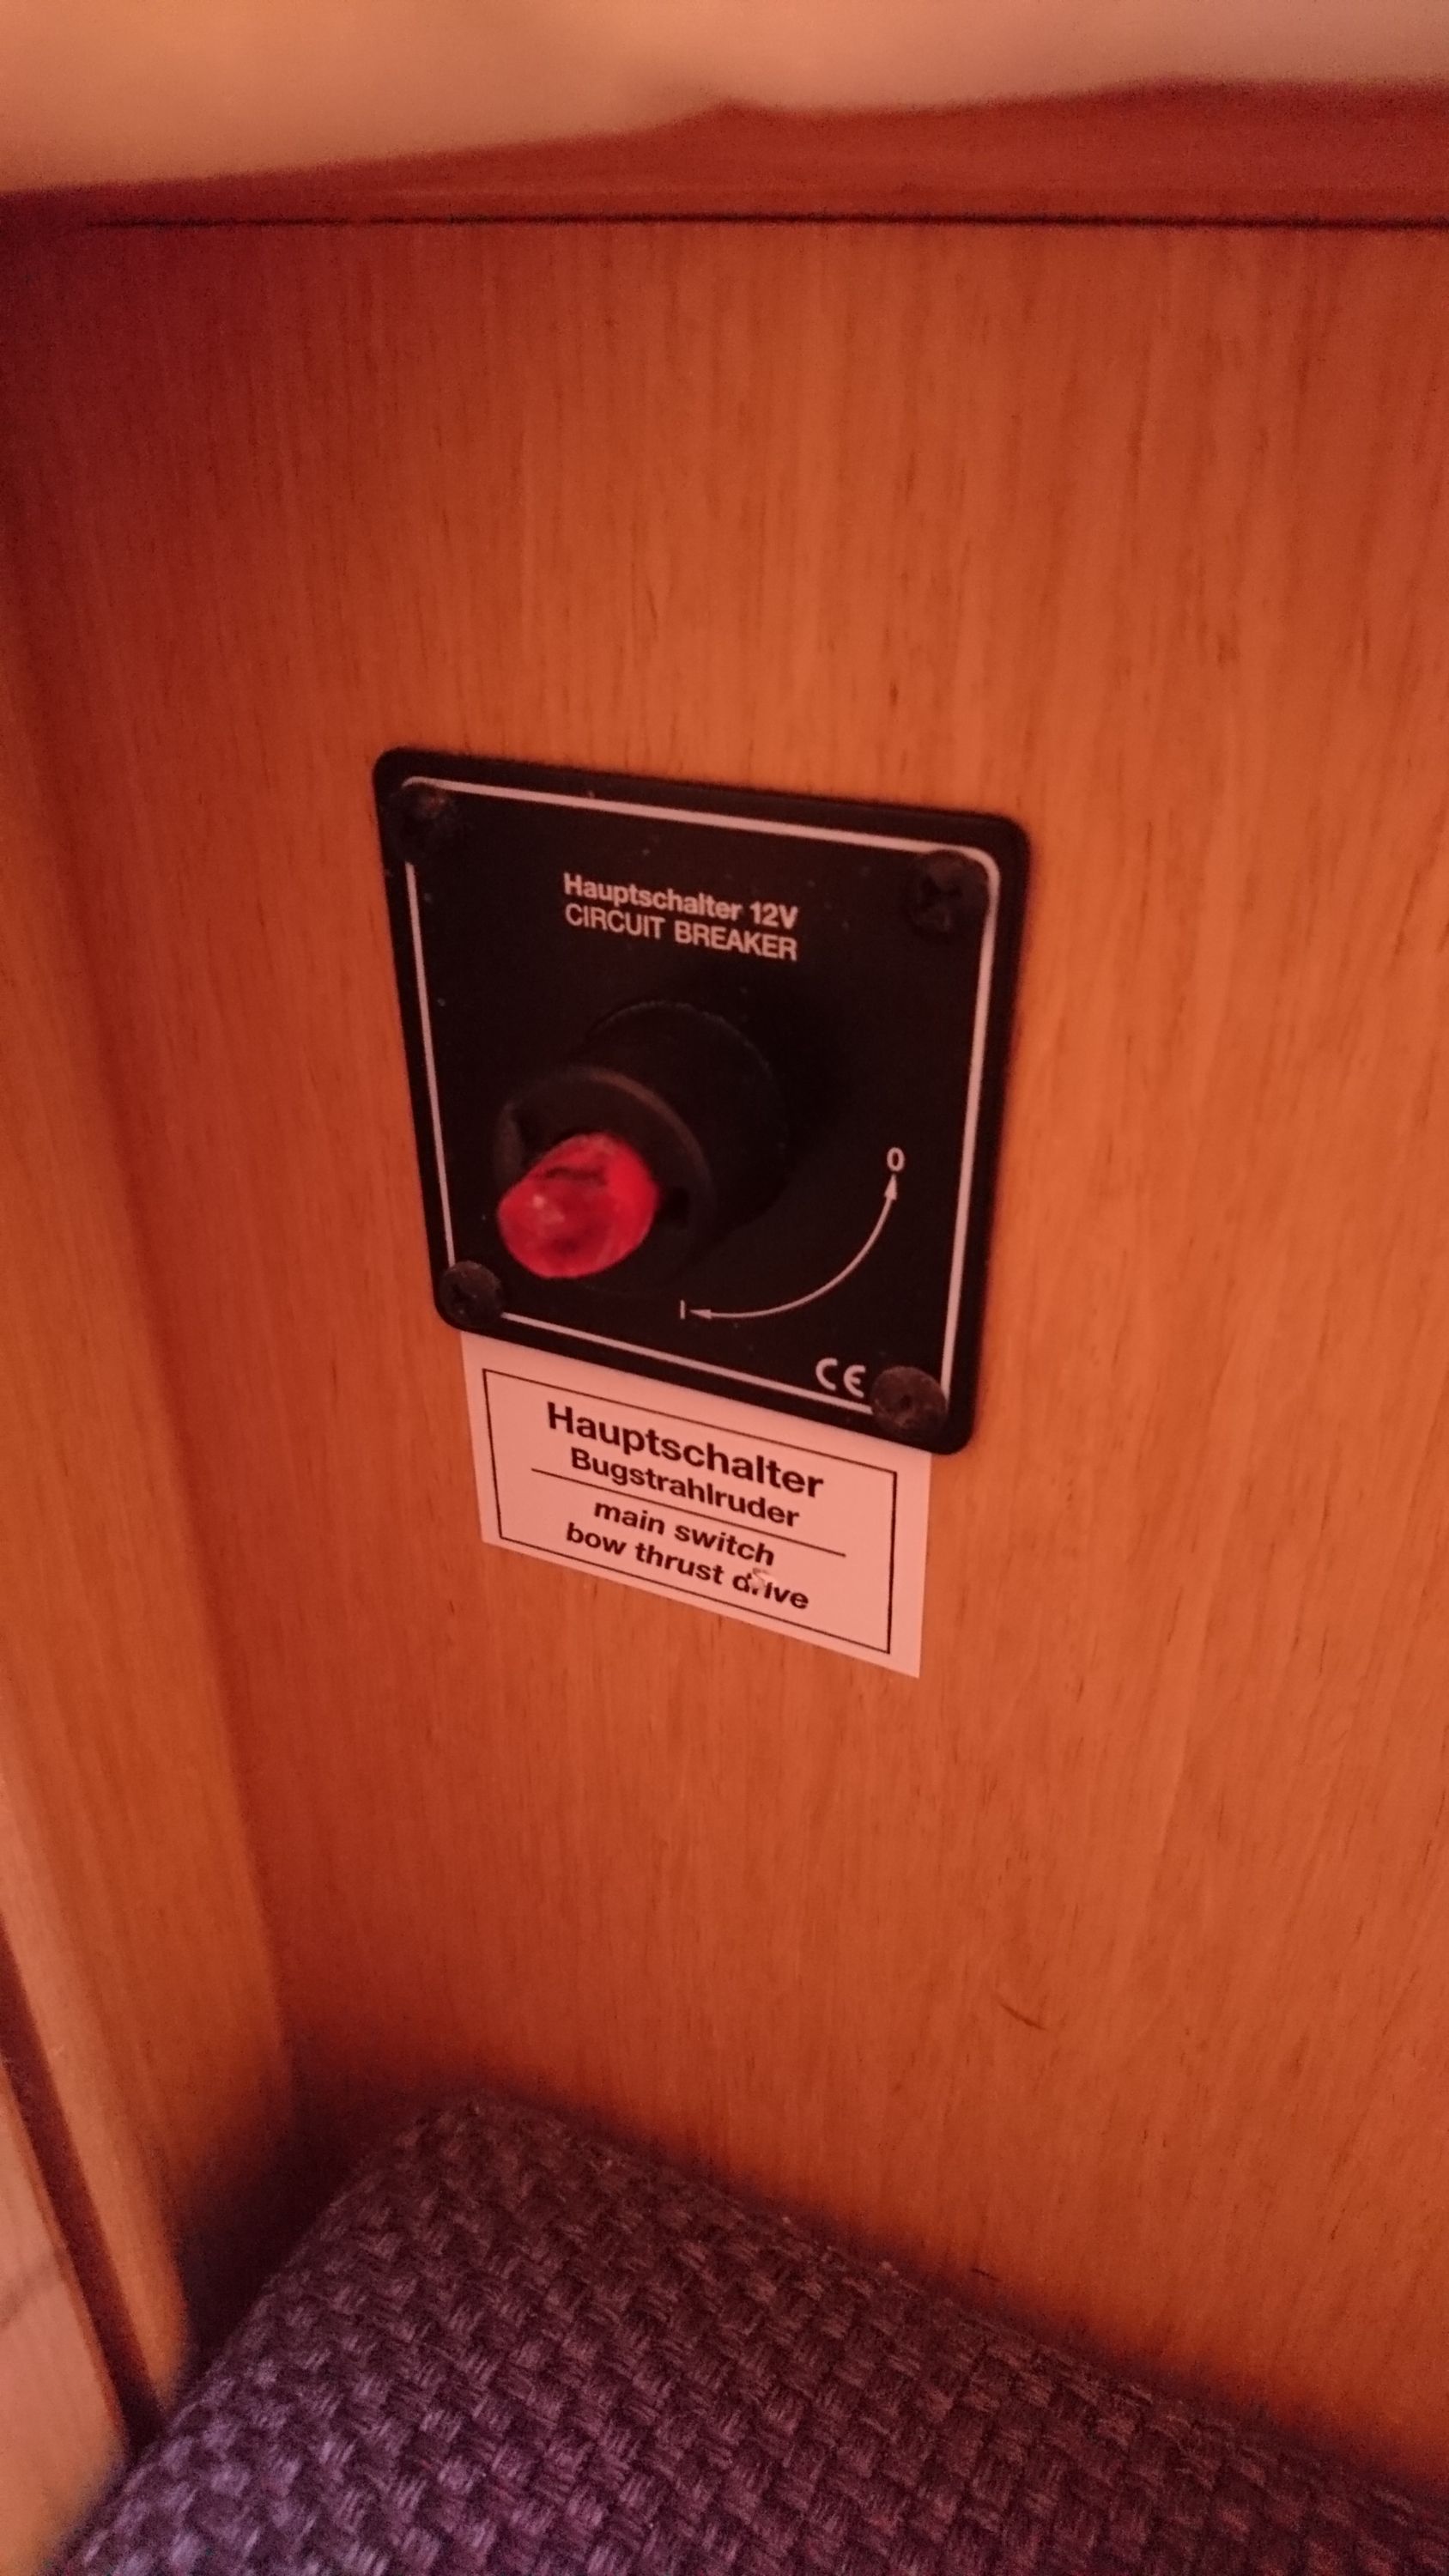 Hauptschalter 12V
CIRCUIT BREAKER
0
I
CE
Hauptschalter
Bugstrahlruder
main switch
bow thrust drive